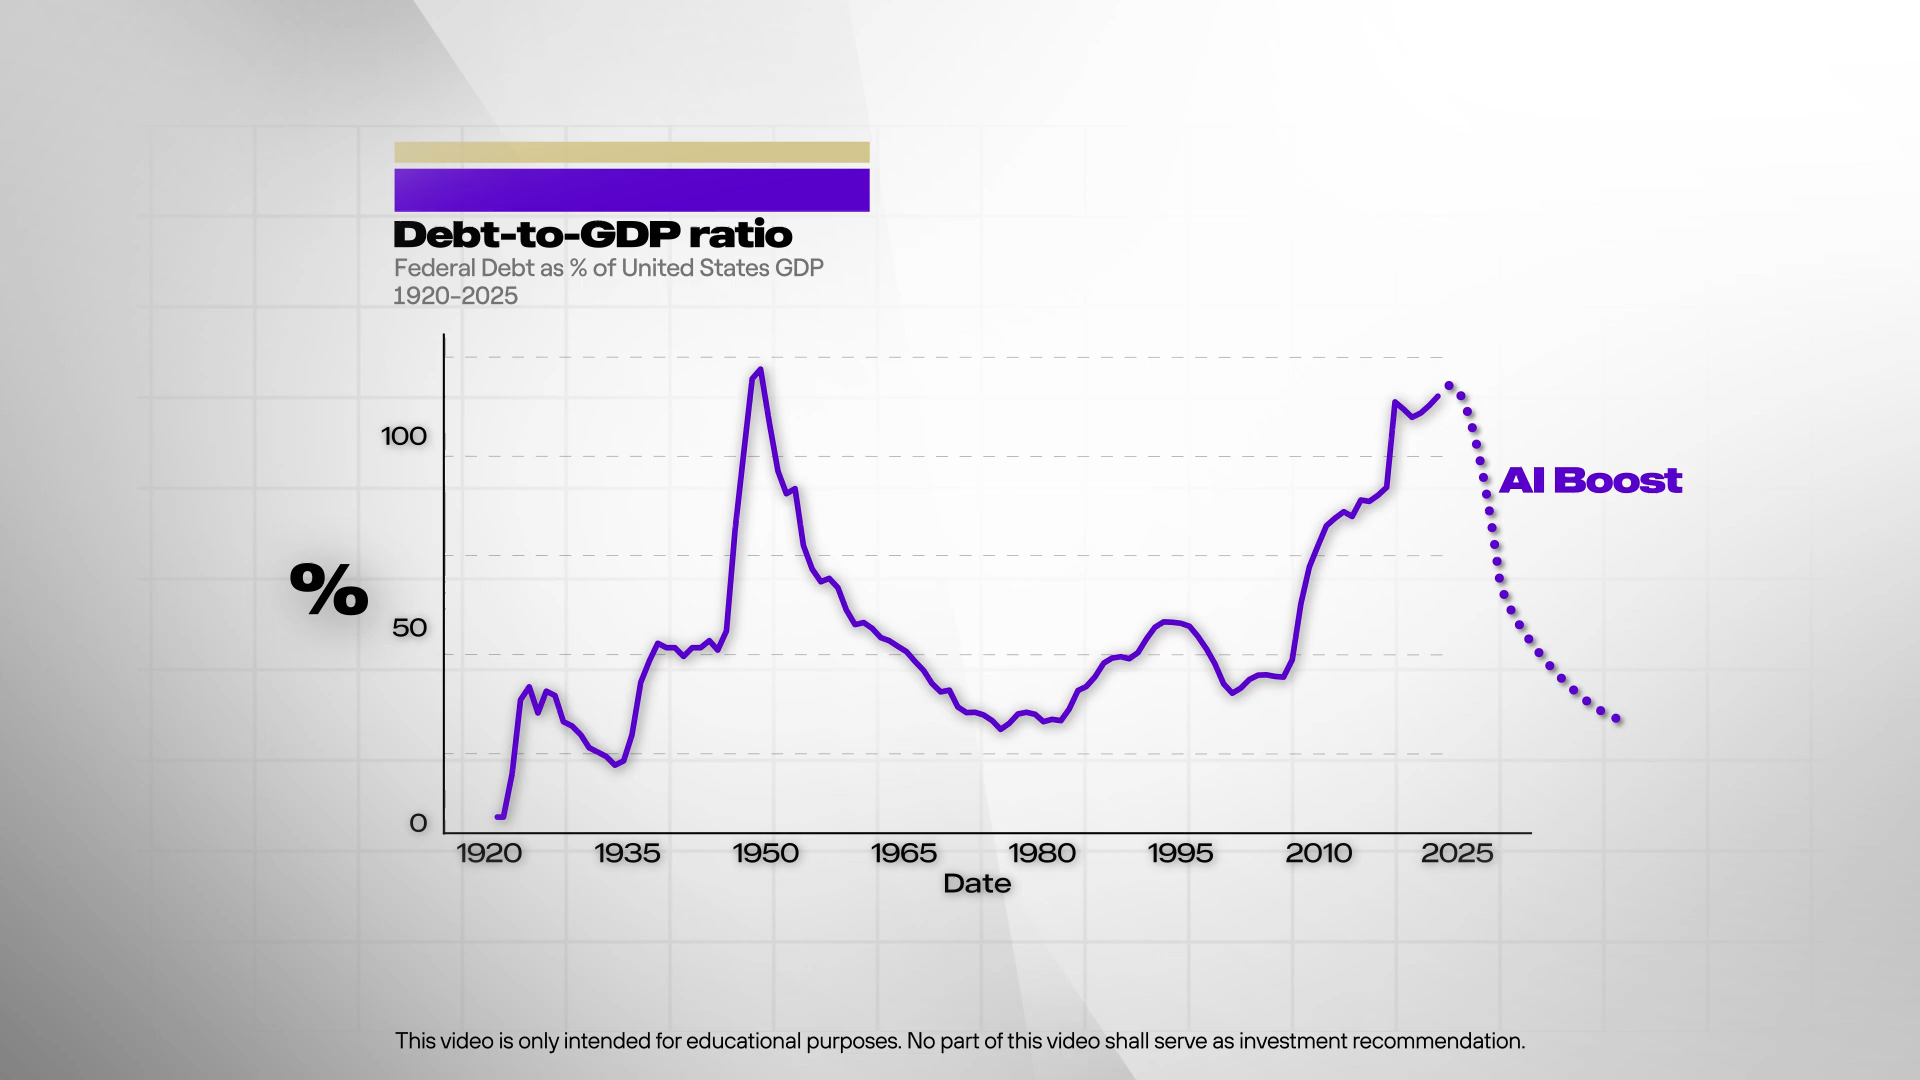 Debt-to-GDP ratio
Federal Debt as % of United States GDP
1920-2025
100
AI Boost
%
50
0
1920 1935 1950 1965 1980 1995 2010 2025
Date
This video is only intended for educational purposes. No part of this video shall serve as investment recommendation.